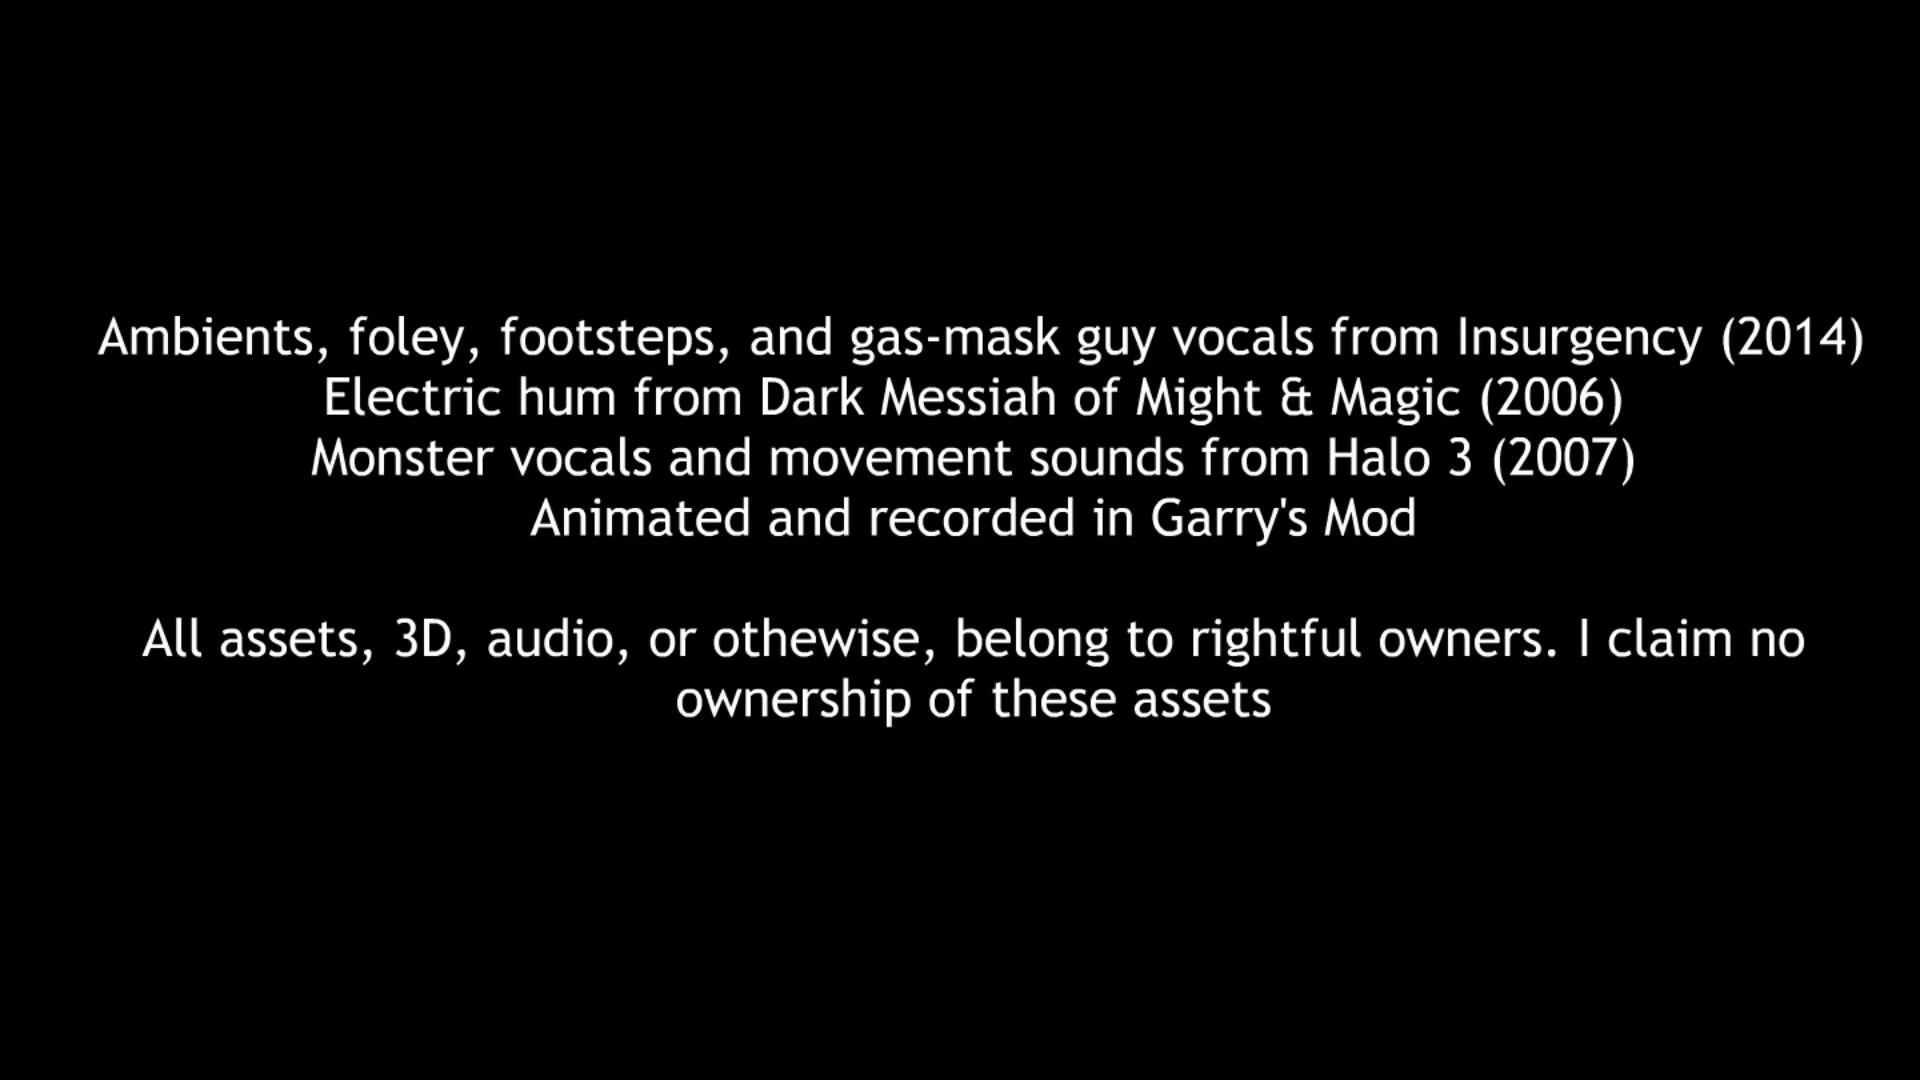 Ambients, foley, footsteps, and gas-mask guy vocals from Insurgency (2014)
Electric hum from Dark Messiah of Might & Magic (2006)
Monster vocals and movement sounds from Halo 3 (2007)
Animated and recorded in Garry's Mod
All assets, 3D, audio, or othewise, belong to rightful owners. I claim no
ownership of these assets